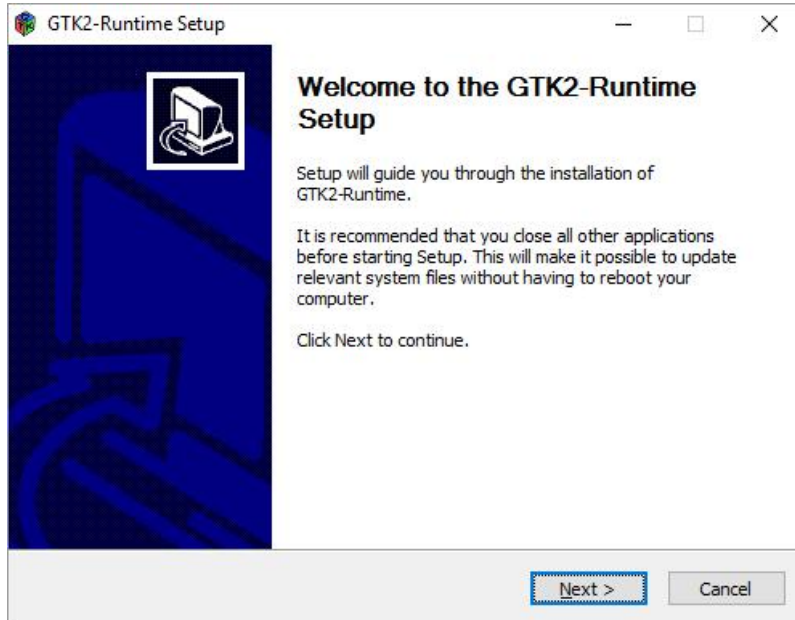 GTK2-Runtime Setup
Welcome to the GTK2-Runtime
Setup
Setup will guide you through the installation of
GTK2-Runtime.
It is recommended that you close all other applications
before starting Setup. This will make it possible to update
relevant system files without having to reboot your
computer.
Click Next to continue.
Next >
Cancel